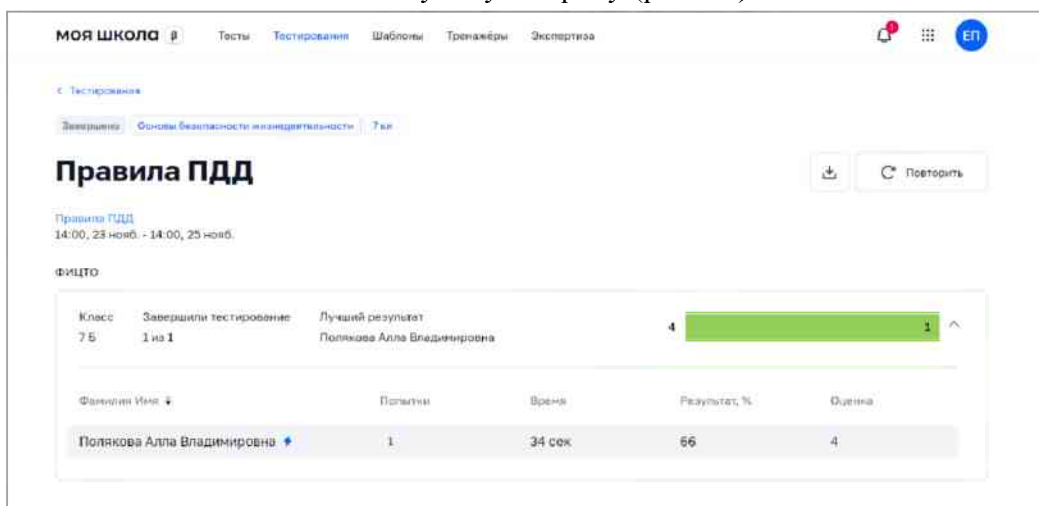 МОЯ ШКОЛА β Тесты Тестирования Шаблоны Тренажёры Экспертиза ЕП
< Тестирования
Завершено Основы безопасности жизнедеятельности 7 кл
Правила ПДД
Повторить
Правила ПДД
14:00, 23 нояб. - 14:00, 25 нояб.
ФИЦТО
Класс Завершили тестирование Лучший результат
7 Б 1 из 1 Полякова Алла Владимировна 4 1
Фамилия Имя Попытки Время Результат, % Оценка
Полякова Алла Владимировна 1 34 сек 66 4